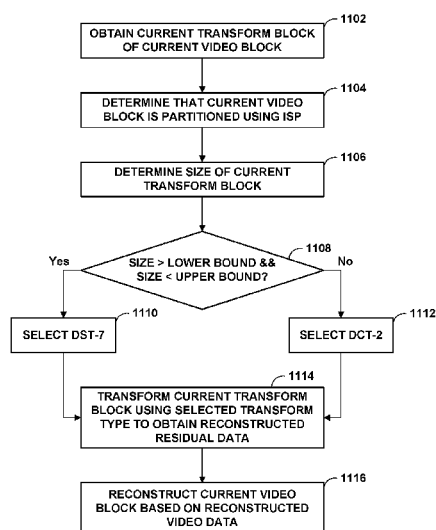 1102
OBTAIN CURRENT TRANSFORM BLOCK
OF CURRENT VIDEO BLOCK
1104
DETERMINE THAT CURRENT VIDEO
BLOCK IS PARTITIONED USING ISP
1106
DETERMINE SIZE OF CURRENT
TRANSFORM BLOCK
1108
Yes
SIZE > LOWER BOUND &&
SIZE < UPPER BOUND?
No
1110
SELECT DST-7
1112
SELECT DCT-2
1114
TRANSFORM CURRENT TRANSFORM
BLOCK USING SELECTED TRANSFORM
TYPE TO OBTAIN RECONSTRUCTED
RESIDUAL DATA
1116
RECONSTRUCT CURRENT VIDEO
BLOCK BASED ON RECONSTRUCTED
VIDEO DATA